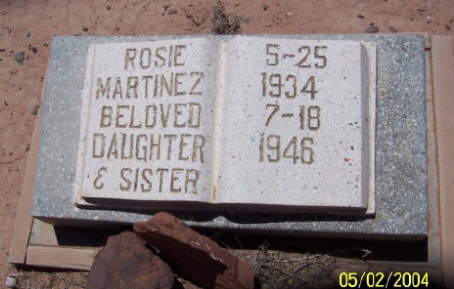 ROSIE
MARTINEZ
BELOVED
DAUGHTER
& SISTER
5-25
1934
7-18
1946
05/02/2004